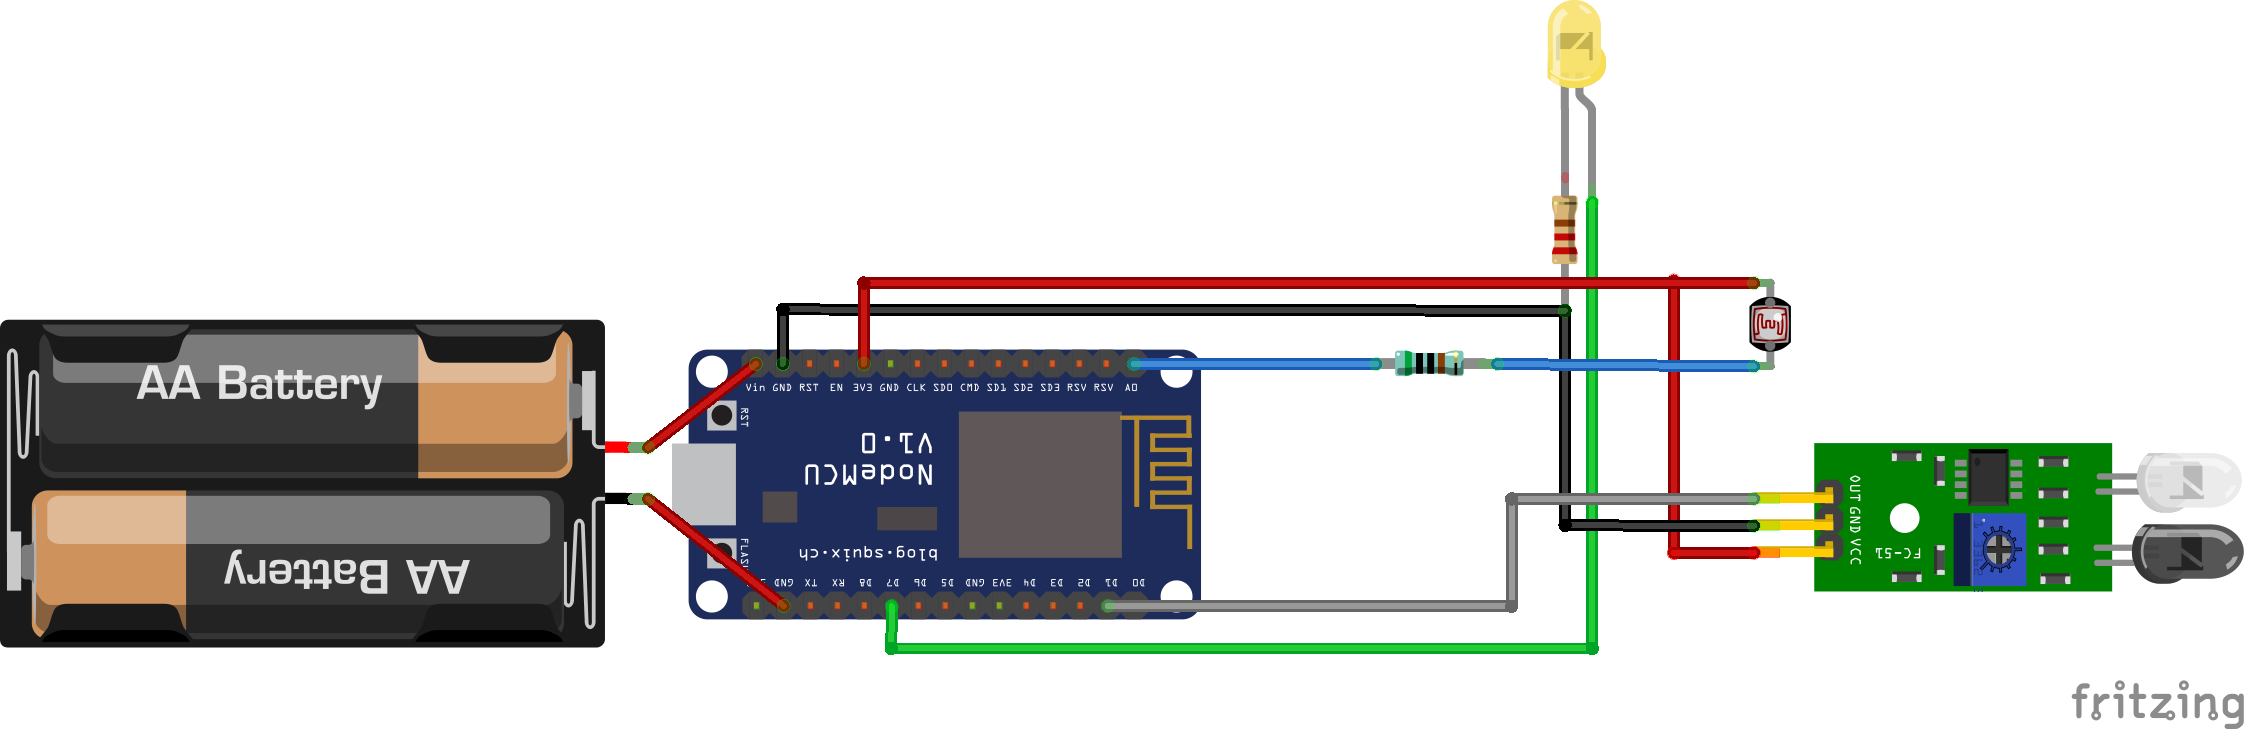 AA Battery
AA Battery
Vin GND RST EN 3V3 GND CLK SD0 CMD SD1 SD2 SD3 RSV RSV A0
RST
NodeMCU
V1.0
blog.squix.ch
GND TX RX D8 D7 D6 D5 GND 3V3 D4 D3 D2 D1 D0
OUT GND VCC
FC-51
fritzing